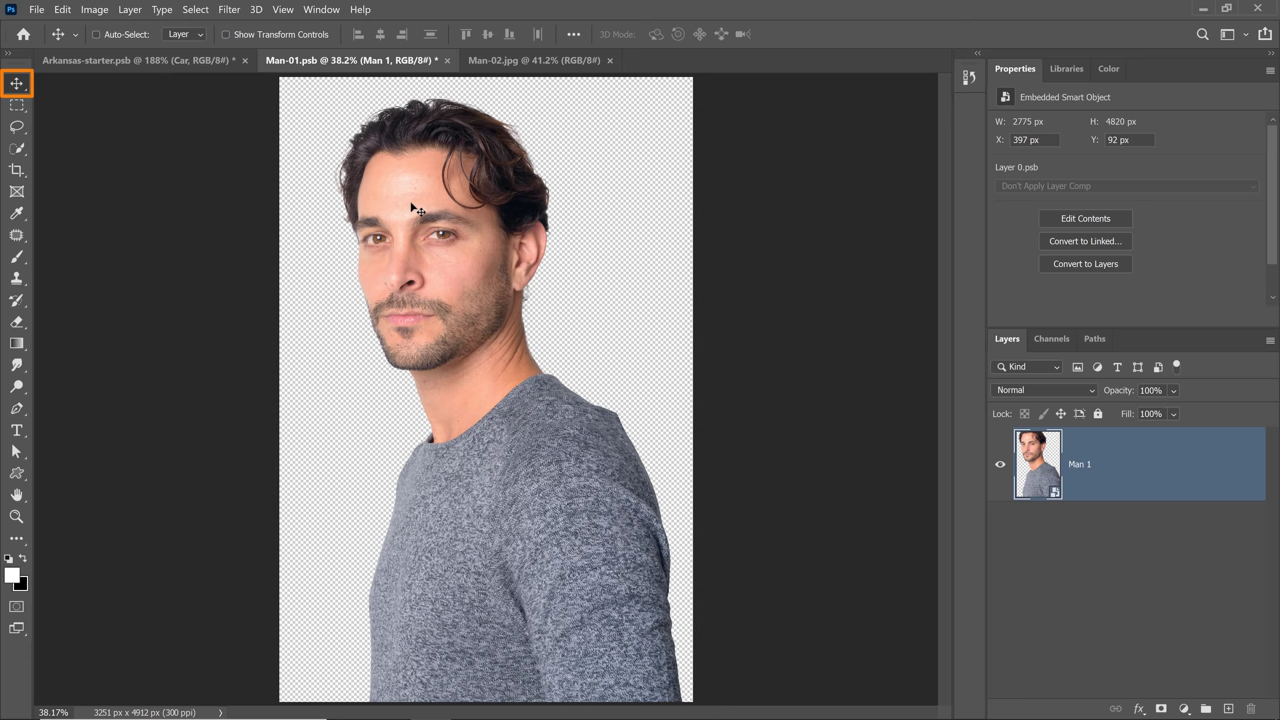 Ps File Edit Image Layer Type Select Filter 3D View Window Help
Auto-Select: Layer Show Transform Controls 3D Mode:
Arkansas-starter.psb @ 188% (Car, RGB/8#) * × Man-01.psb @ 38.2% (Man 1, RGB/8#) * × Man-02.jpg @ 41.2% (RGB/8#) ×
Properties Libraries Color
Embedded Smart Object
W: 2775 px H: 4820 px
X: 397 px Y: 92 px
Layer 0.psb
Don't Apply Layer Comp
Edit Contents
Convert to Linked...
Convert to Layers
Layers Channels Paths
Kind
Normal Opacity: 100%
Lock: Fill: 100%
Man 1
38.17% 3251 px x 4912 px (300 ppi)